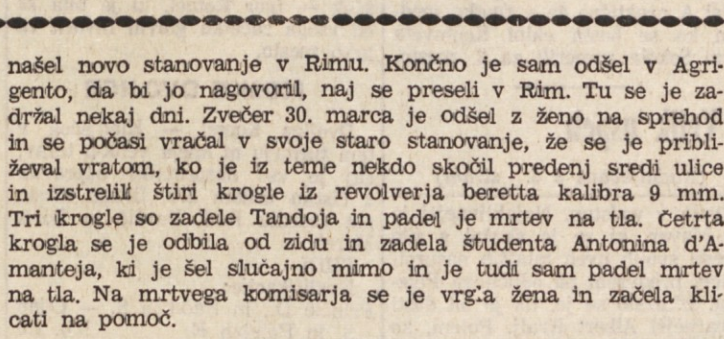 našel novo stanovanje v Rimu. Končno je sam odšel v Agri-
gento, da bi jo nagovoril, naj se preseli v Rim. Tu se je za-
držal nekaj dni. Zvečer 30. marca je odšel z ženo na sprehod
in se počasi vračal v svoje staro stanovanje, že se je pribli-
ževal vratom, ko je iz teme nekdo skočil predenj sredi ulice
in izstrelil štiri krogle iz revolverja beretta kalibra 9 mm.
Tri krogle so zadele Tandoja in padel je mrtev na tla. Četrta
krogla se je odbila od zidu in zadela študenta Antonina d'A-
manteja, ki je šel slučajno mimo in je tudi sam padel mrtev
na tla. Na mrtvega komisarja se je vrgla žena in začela kli-
cati na pomoč.